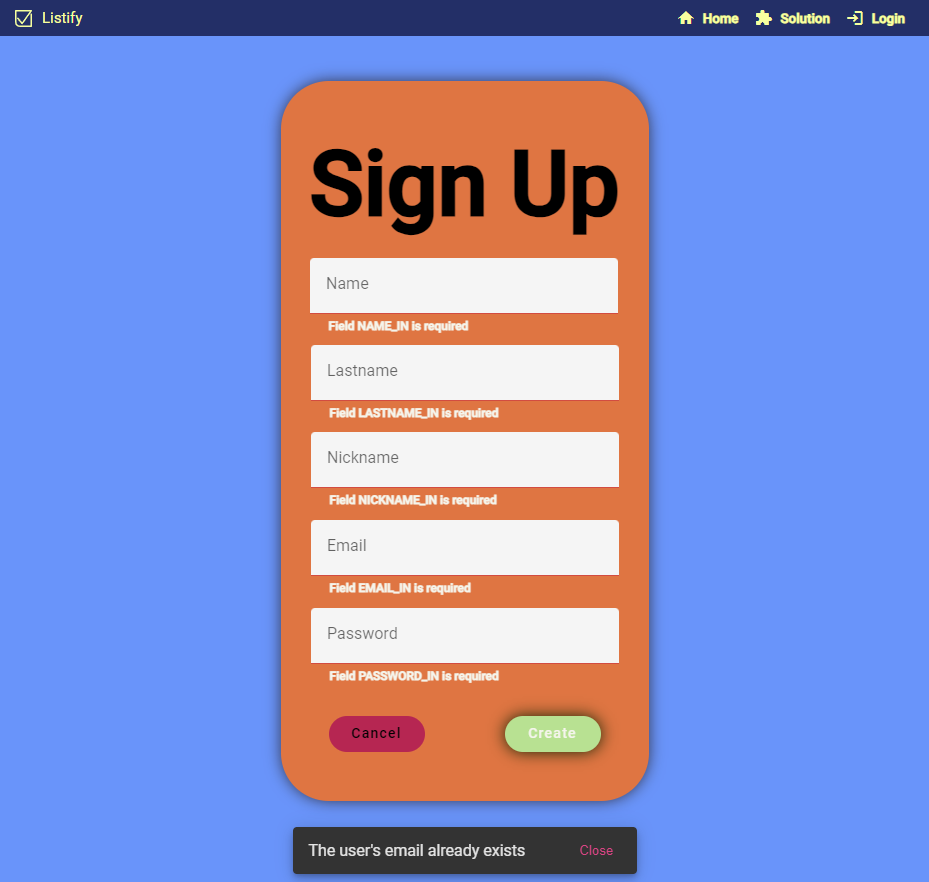 Listify Home Solution Login
Sign Up
Name
Field NAME_IN is required
Lastname
Field LASTNAME_IN is required
Nickname
Field NICKNAME_IN is required
Email
Field EMAIL_IN is required
Password
Field PASSWORD_IN is required
Cancel Create
The user's email already exists Close